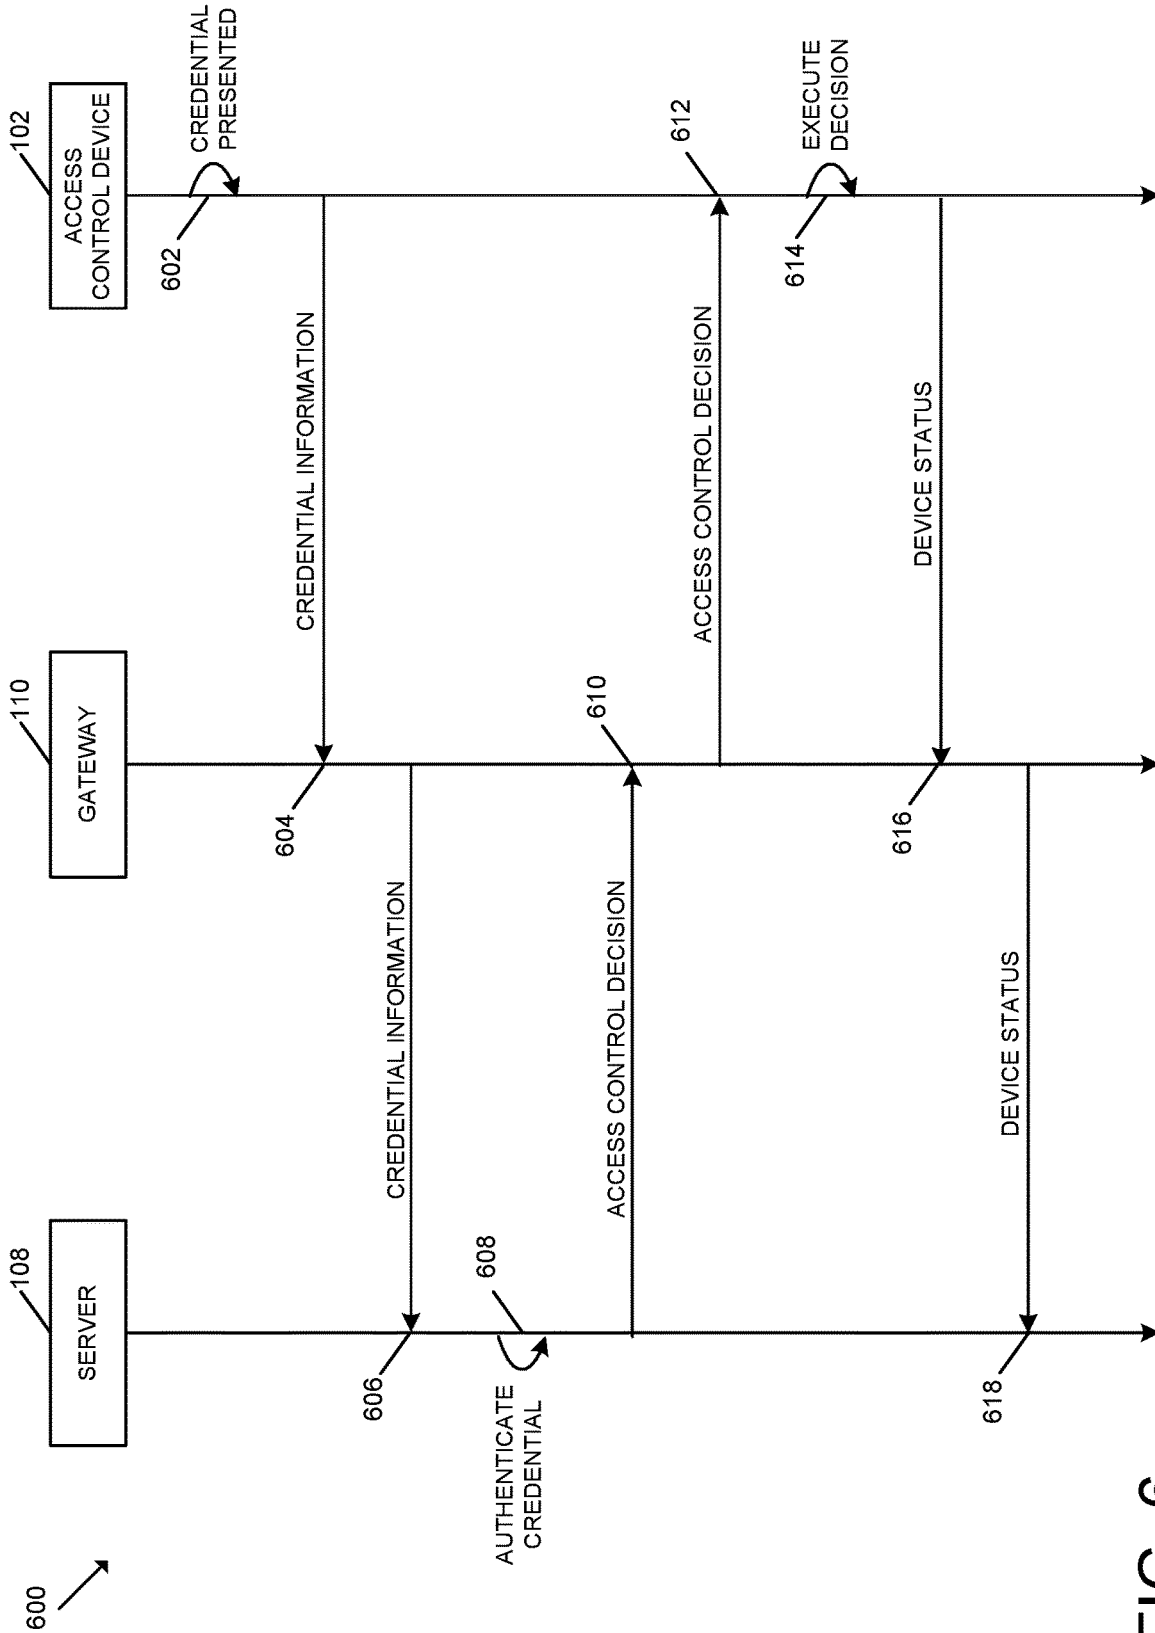 600
108
SERVER
110
GATEWAY
102
ACCESS
CONTROL DEVICE
602
CREDENTIAL
PRESENTED
CREDENTIAL INFORMATION
604
CREDENTIAL INFORMATION
606
AUTHENTICATE
CREDENTIAL
608
ACCESS CONTROL DECISION
610
ACCESS CONTROL DECISION
612
614
EXECUTE
DECISION
DEVICE STATUS
616
DEVICE STATUS
618